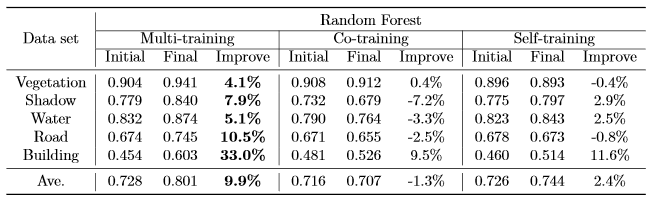 Random Forest
Data set Multi-training Co-training Self-training
Initial Final Improve Initial Final Improve Initial Final Improve
Vegetation 0.904 0.941 4.1% 0.908 0.912 0.4% 0.896 0.893 -0.4%
Shadow 0.779 0.840 7.9% 0.732 0.679 -7.2% 0.775 0.797 2.9%
Water 0.832 0.874 5.1% 0.790 0.764 -3.3% 0.823 0.843 2.5%
Road 0.674 0.745 10.5% 0.671 0.655 -2.5% 0.678 0.673 -0.8%
Building 0.454 0.603 33.0% 0.481 0.526 9.5% 0.460 0.514 11.6%
Ave. 0.728 0.801 9.9% 0.716 0.707 -1.3% 0.726 0.744 2.4%